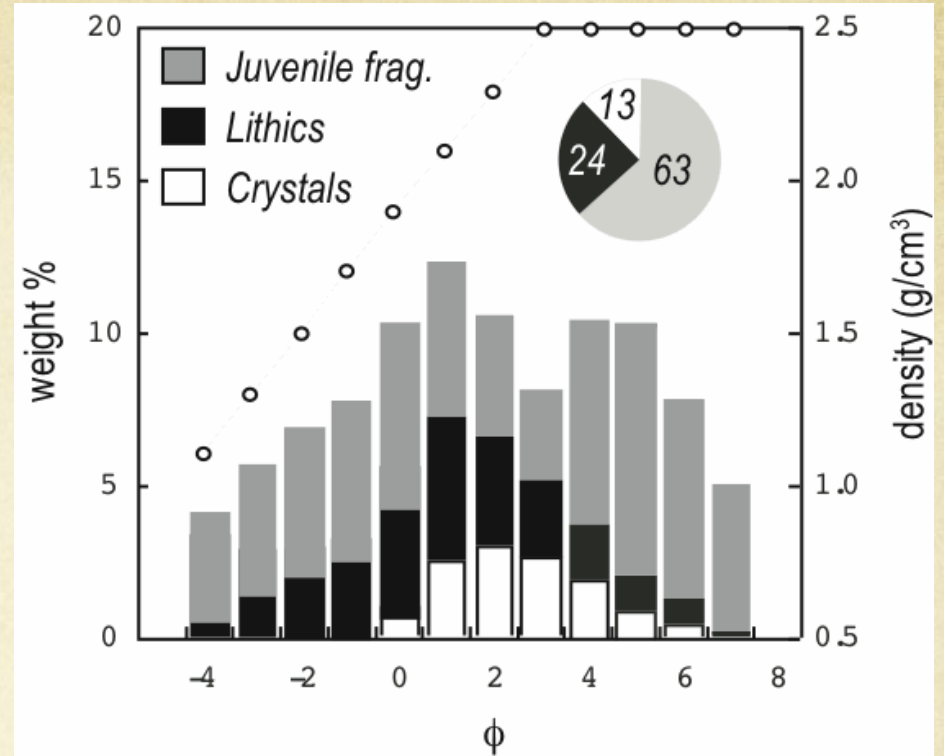 20
15
10
5
0
weight %
Juvenile frag.
Lithics
Crystals
13
24
63
2.5
2.0
1.5
1.0
0.5
density (g/cm³)
–4 –2 0 2 4 6 8
ϕ